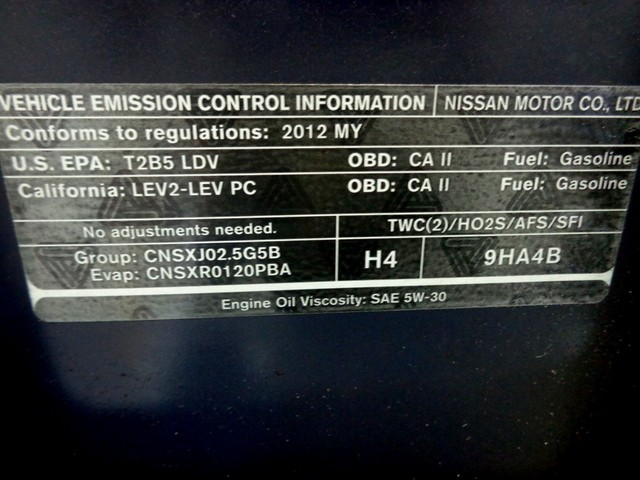 VEHICLE EMISSION CONTROL INFORMATION NISSAN MOTOR CO., LTD
Conforms to regulations: 2012 MY
U.S. EPA: T2B5 LDV OBD: CA II Fuel: Gasoline
California: LEV2-LEV PC OBD: CA II Fuel: Gasoline
No adjustments needed. TWC(2)/HO2S/AFS/SFI
Group: CNSXJ02.5G5B H4 9HA4B
Evap: CNSXR0120PBA
Engine Oil Viscosity: SAE 5W-30